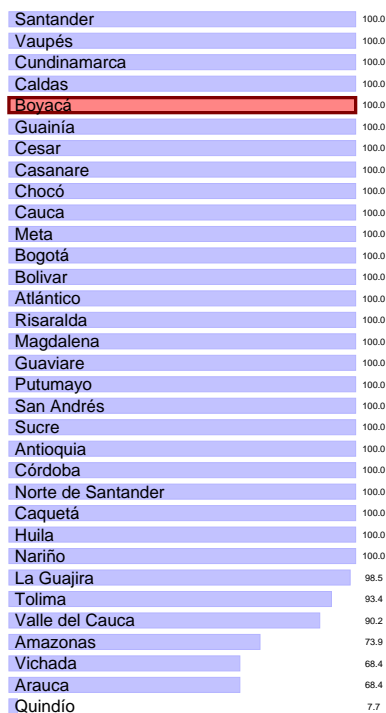 Santander 100.0
Vaupés 100.0
Cundinamarca 100.0
Caldas 100.0
Boyacá 100.0
Guainía 100.0
Cesar 100.0
Casanare 100.0
Chocó 100.0
Cauca 100.0
Meta 100.0
Bogotá 100.0
Bolivar 100.0
Atlántico 100.0
Risaralda 100.0
Magdalena 100.0
Guaviare 100.0
Putumayo 100.0
San Andrés 100.0
Sucre 100.0
Antioquia 100.0
Córdoba 100.0
Norte de Santander 100.0
Caquetá 100.0
Huila 100.0
Nariño 100.0
La Guajira 98.5
Tolima 93.4
Valle del Cauca 90.2
Amazonas 73.9
Vichada 68.4
Arauca 68.4
Quindío 7.7